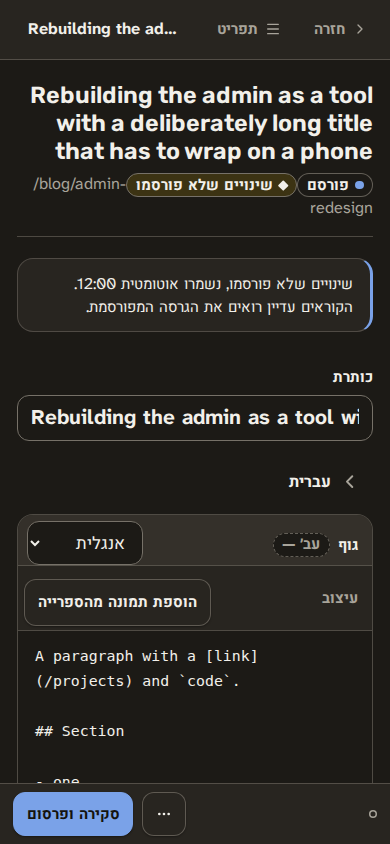 חזרה
תפריט
Rebuilding the ad...
Rebuilding the admin as a tool
with a deliberately long title
that has to wrap on a phone
פורסם
שינויים שלא פורסמו
/blog/admin-
redesign
שינויים שלא פורסמו, נשמרו אוטומטית 12:00.
הקוראים עדיין רואים את הגרסה המפורסמת.
כותרת
Rebuilding the admin as a tool wi
עברית
גוף
עב' —
אנגלית
עיצוב
הוספת תמונה מהספרייה
A paragraph with a [link]
(/projects) and `code`.
## Section
- one
...
סקירה ופרסום